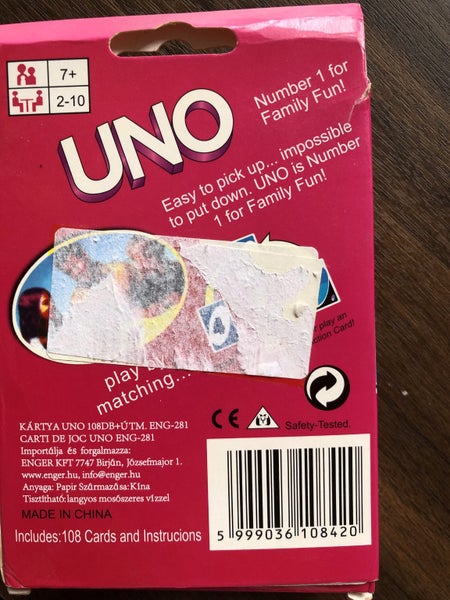 7+
2-10
UNO
Number 1 for
Family Fun!
Easy to pick up... impossible
to put down. UNO is Number
1 for Family Fun!
4
play an
Card!
play
matching...
CE
Safety-Tested.
KÁRTYA UNO 108DB+ÚTM. ENG-281
CARTI DE JOC UNO ENG-281
Importálja és forgalmazza:
ENGER KFT 7747 Birján, Józsefmajor 1.
www.enger.hu, info@enger.hu
Anyaga: Papír Származása: Kína
Tisztítható: langyos mosószeres vízzel
MADE IN CHINA
Includes:108 Cards and Instrucions
5 999036 108420